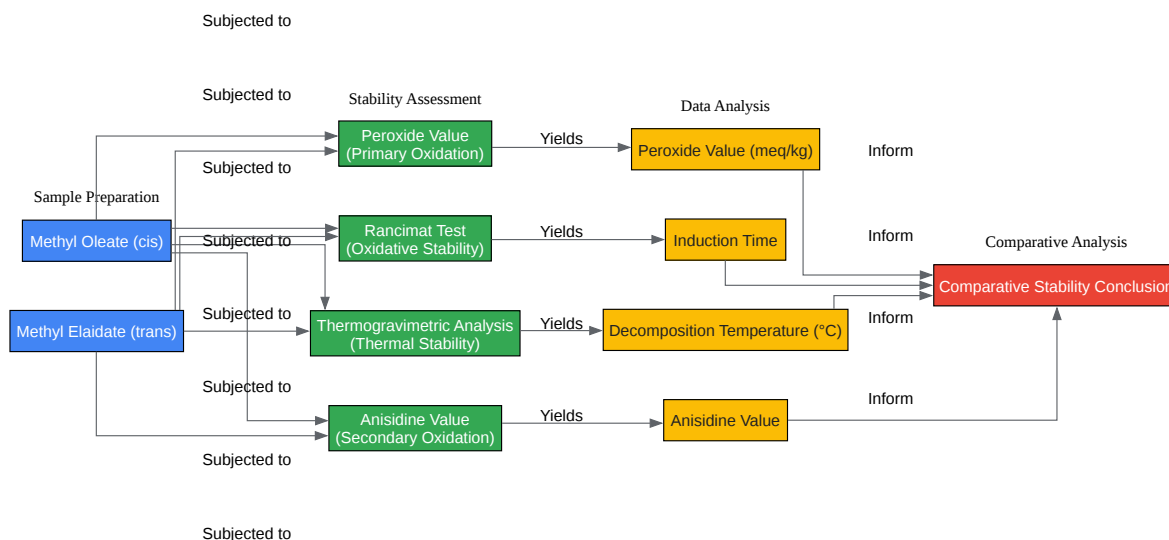 Subjected to
Subjected to
Stability Assessment
Data Analysis
Peroxide Value
(Primary Oxidation)
Yields
Peroxide Value (meq/kg)
Inform
Subjected to
Sample Preparation
Methyl Oleate (cis)
Subjected to
Rancimat Test
(Oxidative Stability)
Yields
Induction Time
Inform
Comparative Analysis
Comparative Stability Conclusion
Methyl Elaidate (trans)
Subjected to
Thermogravimetric Analysis
(Thermal Stability)
Yields
Decomposition Temperature (°C)
Inform
Subjected to
Anisidine Value
(Secondary Oxidation)
Yields
Anisidine Value
Inform
Subjected to
Subjected to